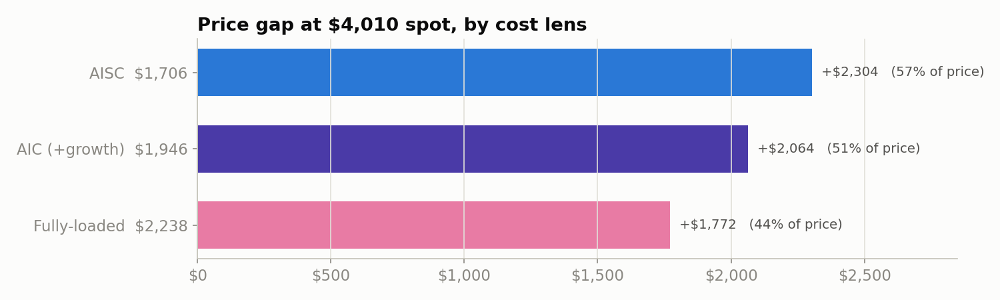 Price gap at $4,010 spot, by cost lens
AISC $1,706
+$2,304 (57% of price)
AIC (+growth) $1,946
+$2,064 (51% of price)
Fully-loaded $2,238
+$1,772 (44% of price)
$0 $500 $1,000 $1,500 $2,000 $2,500